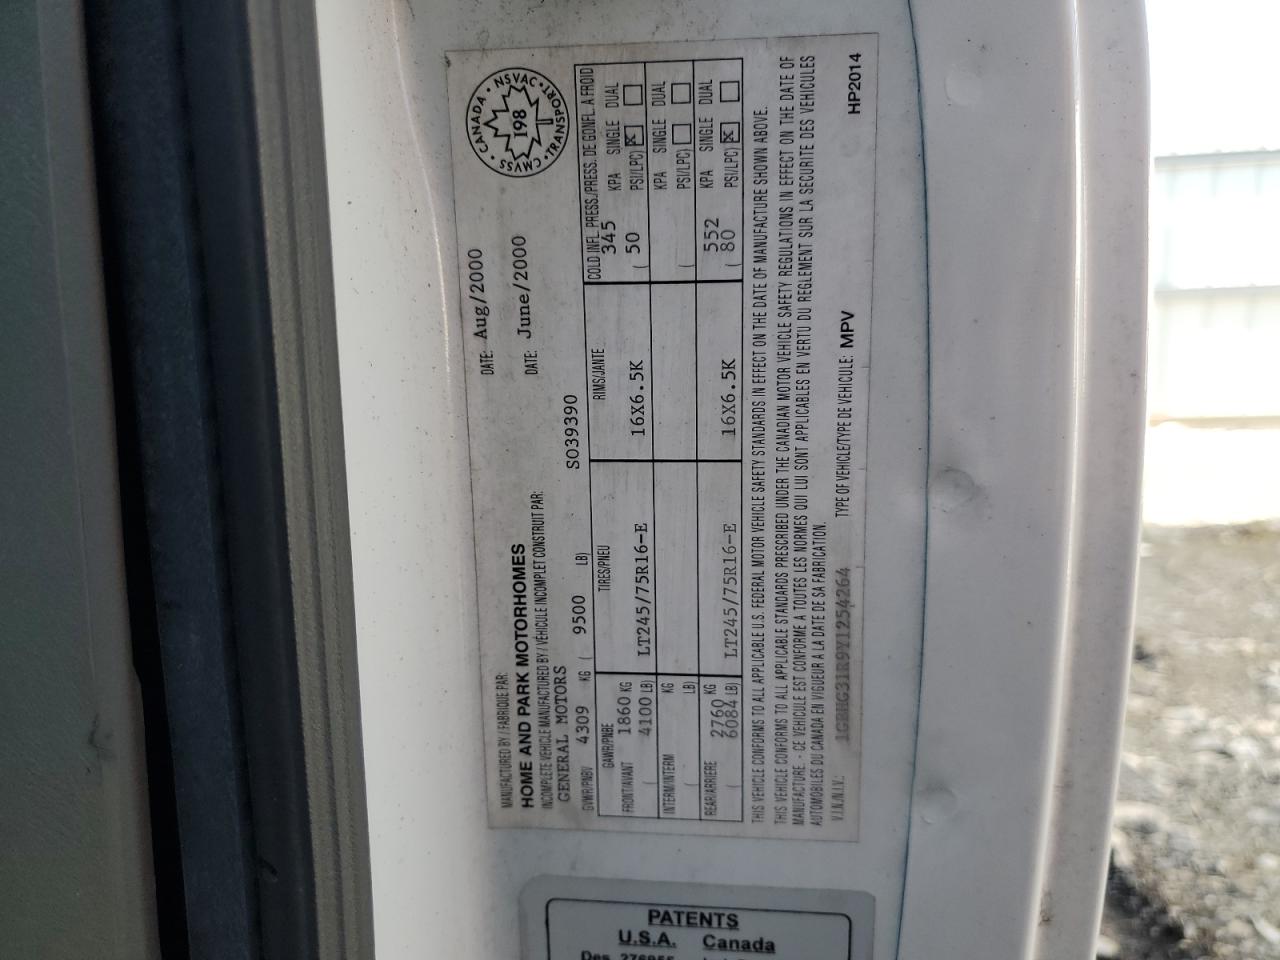 MANUFACTURED BY / FABRIQUE PAR:
HOME AND PARK MOTORHOMES
DATE: Aug/2000
INCOMPLETE VEHICLE MANUFACTURED BY / VÉHICULE INCOMPLET CONSTRUIT PAR:
DATE: June/2000
GENERAL MOTORS
SO39390
• CANADA • NSVAC • TRANSPORT • CMVSS
198
GVWR/PNBV 4309 KG ( 9500 LB)
GAWR/PNBE TIRES/PNEU RIMS/JANTE COLD INFL. PRESS./PRESS. DE GONFL. A FROID
FRONT/AVANT 1860 KG 345 KPA SINGLE DUAL
( 4100 LB) LT245/75R16-E 16X6.5K ( 50 PSI/LPC) X
INTERM/INTERM KG KPA SINGLE DUAL
( LB) ( PSI/LPC)
REAR/ARRIERE 2760 KG 552 KPA SINGLE DUAL
( 6084 LB) LT245/75R16-E 16X6.5K ( 80 PSI/LPC) X
THIS VEHICLE CONFORMS TO ALL APPLICABLE U.S. FEDERAL MOTOR VEHICLE SAFETY STANDARDS IN EFFECT ON THE DATE OF MANUFACTURE SHOWN ABOVE.
THIS VEHICLE CONFORMS TO ALL APPLICABLE STANDARDS PRESCRIBED UNDER THE CANADIAN MOTOR VEHICLE SAFETY REGULATIONS IN EFFECT ON THE DATE OF
MANUFACTURE. - CE VEHICULE EST CONFORME A TOUTES LES NORMES QUI LUI SONT APPLICABLES EN VERTU DU REGLEMENT SUR LA SECURITE DES VEHICULES
AUTOMOBILES DU CANADA EN VIGUEUR A LA DATE DE SA FABRICATION.
V.I.N./N.I.V.: TYPE OF VEHICLE/TYPE DE VEHICULE: MPV HP2014
PATENTS
U.S.A. Canada
Des.